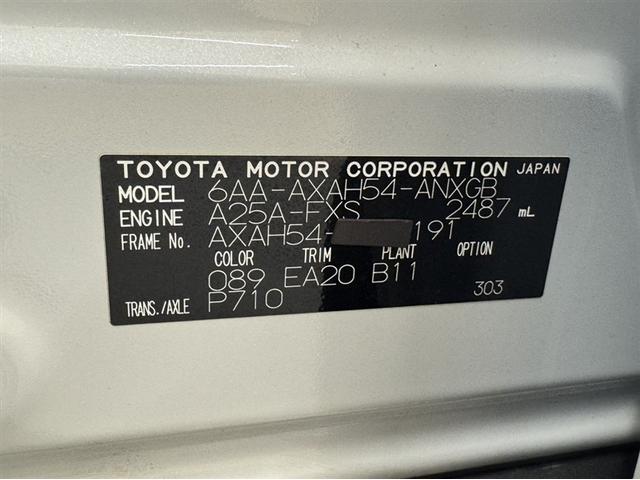 TOYOTA MOTOR CORPORATION JAPAN
MODEL 6AA-AXAH54-ANXGB
ENGINE A25A-FXS 2487 mL
FRAME No. AXAH54- 191
COLOR TRIM PLANT OPTION
089 EA20 B11
TRANS./AXLE P710 303